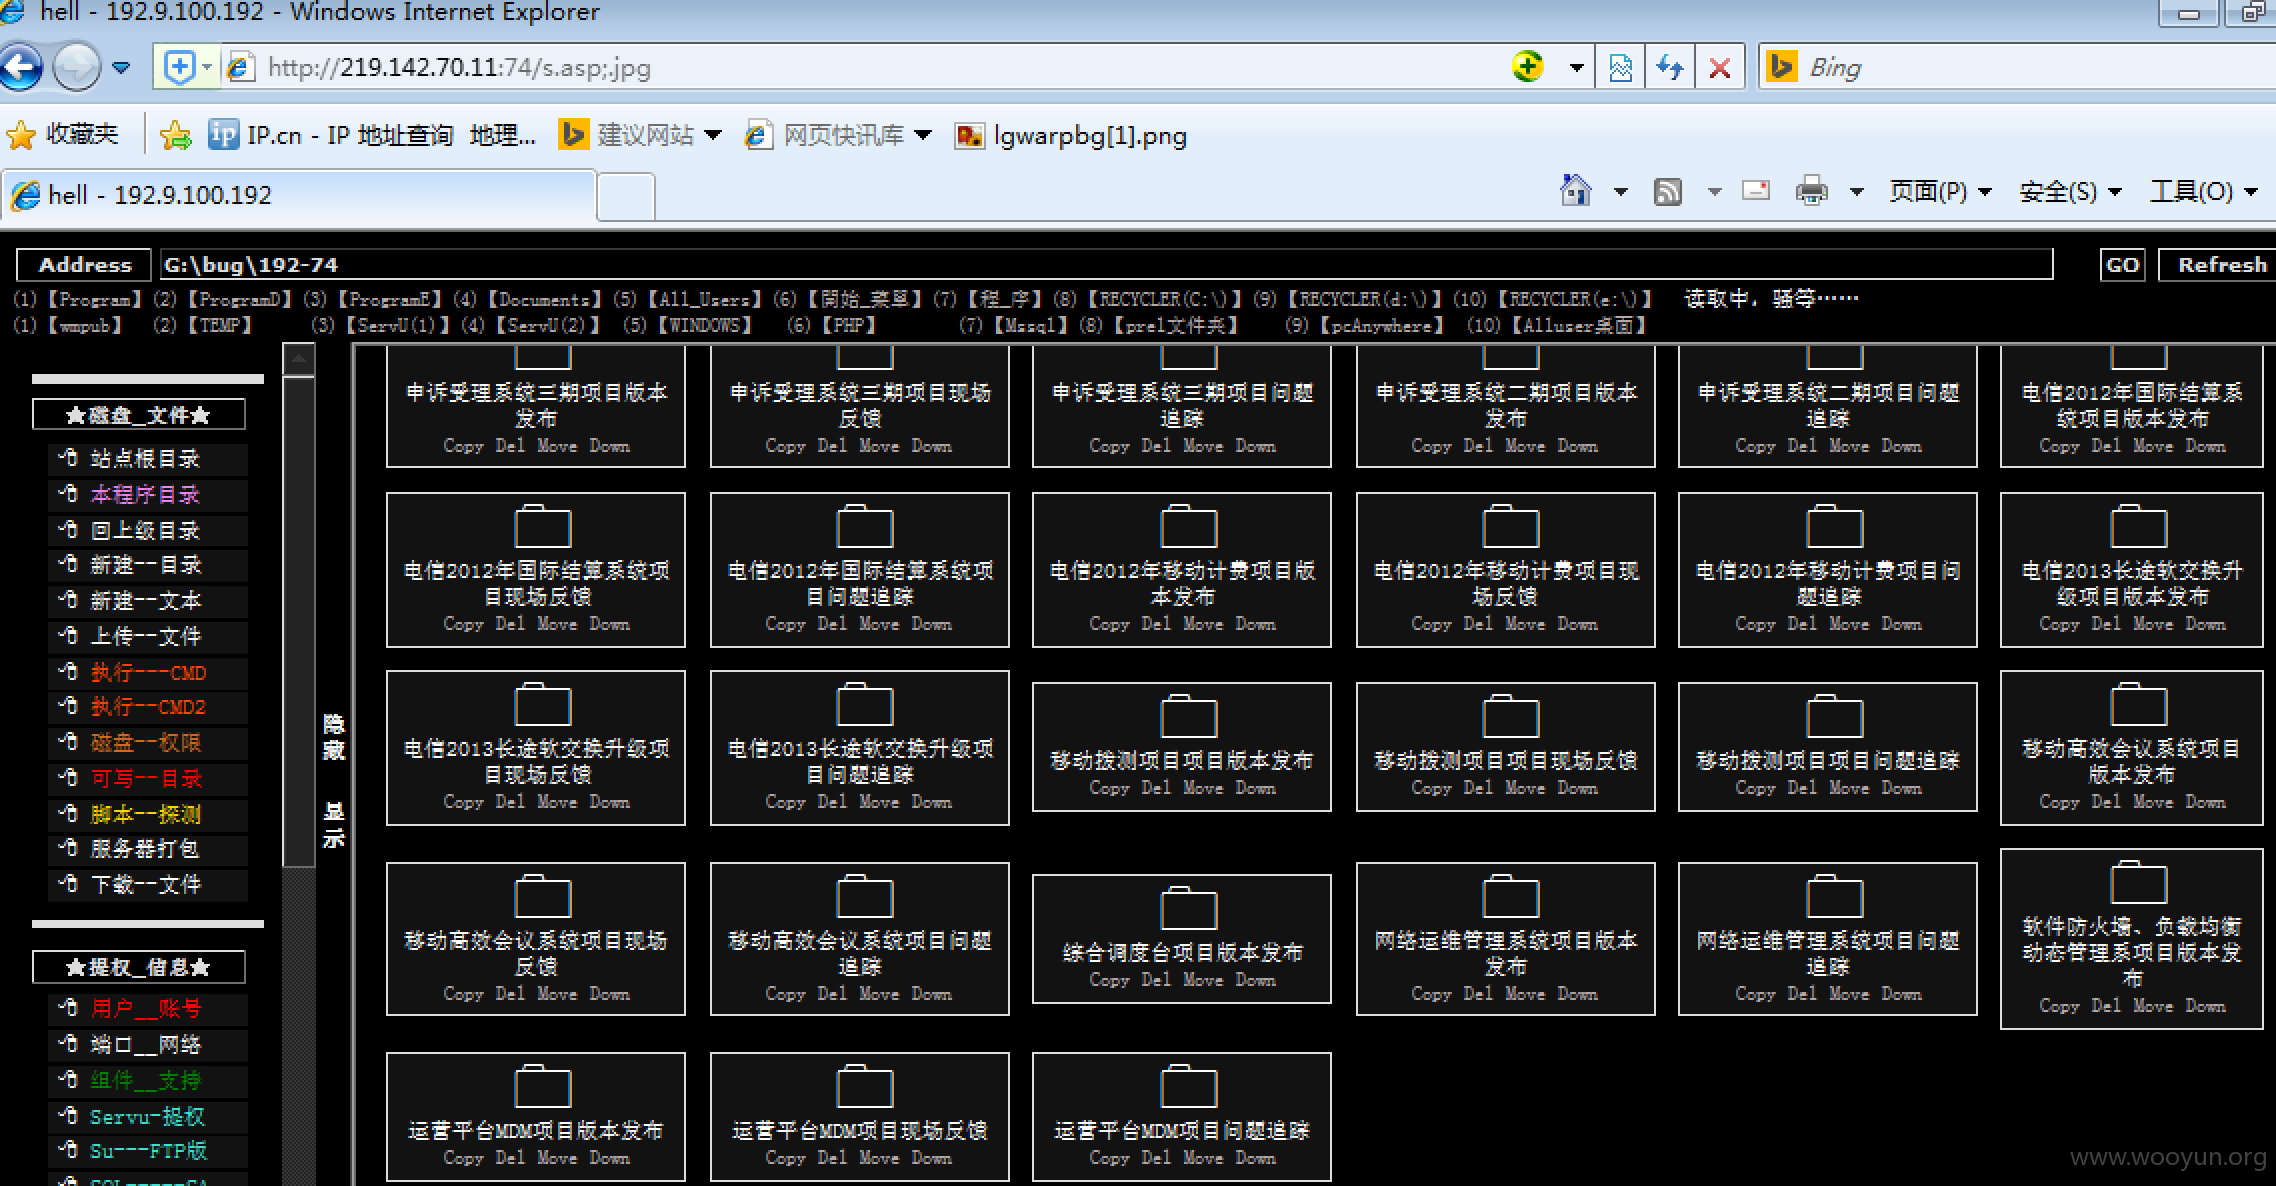 hell - 192.9.100.192 - Windows Internet Explorer
http://219.142.70.11:74/s.asp;.jpg
Bing
收藏夹
IP.cn - IP 地址查询 地理...
建议网站
网页快讯库
lgwarpbg[1].png
hell - 192.9.100.192
页面(P)
安全(S)
工具(O)
Address
G:\bug\192-74
GO
Refresh
(1)【Program】(2)【ProgramD】(3)【ProgramE】(4)【Documents】(5)【All_Users】(6)【開始_菜單】(7)【程_序】(8)【RECYCLER(C:\)】(9)【RECYCLER(d:\)】(10)【RECYCLER(e:\)】 读取中，骚等……
(1)【wmpub】 (2)【TEMP】 (3)【ServU(1)】(4)【ServU(2)】 (5)【WINDOWS】 (6)【PHP】 (7)【Mssql】(8)【prel文件夹】 (9)【pcAnywhere】 (10)【Alluser桌面】
★磁盘_文件★
站点根目录
本程序目录
回上级目录
新建--目录
新建--文本
上传--文件
执行---CMD
执行--CMD2
磁盘--权限
可写--目录
脚本--探测
服务器打包
下载--文件
★提权_信息★
用户__账号
端口__网络
组件__支持
Servu-提权
Su---FTP版
隐
藏
显
示
申诉受理系统三期项目版本
发布
Copy Del Move Down
申诉受理系统三期项目现场
反馈
Copy Del Move Down
申诉受理系统三期项目问题
追踪
Copy Del Move Down
申诉受理系统二期项目版本
发布
Copy Del Move Down
申诉受理系统二期项目问题
追踪
Copy Del Move Down
电信2012年国际结算系
统项目版本发布
Copy Del Move Down
电信2012年国际结算系统项
目现场反馈
Copy Del Move Down
电信2012年国际结算系统项
目问题追踪
Copy Del Move Down
电信2012年移动计费项目版
本发布
Copy Del Move Down
电信2012年移动计费项目现
场反馈
Copy Del Move Down
电信2012年移动计费项目问
题追踪
Copy Del Move Down
电信2013长途软交换升
级项目版本发布
Copy Del Move Down
电信2013长途软交换升级项
目现场反馈
Copy Del Move Down
电信2013长途软交换升级项
目问题追踪
Copy Del Move Down
移动拨测项目项目版本发布
Copy Del Move Down
移动拨测项目项目现场反馈
Copy Del Move Down
移动拨测项目项目问题追踪
Copy Del Move Down
移动高效会议系统项目
版本发布
Copy Del Move Down
移动高效会议系统项目现场
反馈
Copy Del Move Down
移动高效会议系统项目问题
追踪
Copy Del Move Down
综合调度台项目版本发布
Copy Del Move Down
网络运维管理系统项目版本
发布
Copy Del Move Down
网络运维管理系统项目问题
追踪
Copy Del Move Down
软件防火墙、负载均衡
动态管理系项目版本发
布
Copy Del Move Down
运营平台MDM项目版本发布
Copy Del Move Down
运营平台MDM项目现场反馈
Copy Del Move Down
运营平台MDM项目问题追踪
Copy Del Move Down
www.wooyun.org